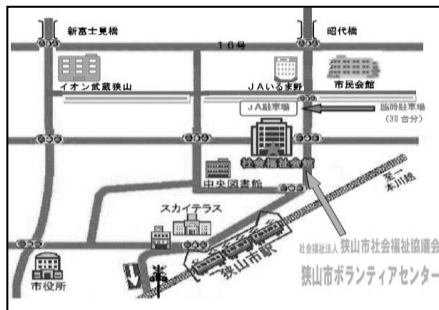 新富士見橋
昭代橋
16号
イオン武蔵狭山
JAいるま野
市民会館
JA駐車場
臨時駐車場
(30台分)
社会福祉会館
中央図書館
至―
本川越
スカイテラス
狭山市駅
市役所
社会福祉法人 狭山市社会福祉協議会
狭山市ボランティアセンター